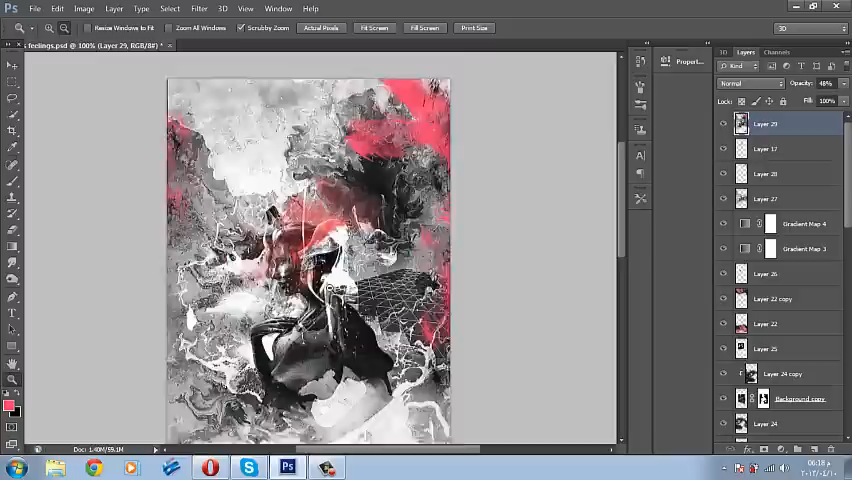 Ps File Edit Image Layer Type Select Filter 3D View Window Help
Resize Windows to Fit Zoom All Windows Scrubby Zoom Actual Pixels Fit Screen Fill Screen Print Size 3D
s feelings.psd @ 100% (Layer 29, RGB/8#) *
3D Layers Channels
Propert...
Kind
Normal Opacity: 48%
Lock: Fill: 100%
Layer 29
Layer 17
Layer 28
Layer 27
Gradient Map 4
Gradient Map 3
Layer 26
Layer 22 copy
Layer 22
Layer 25
Layer 24 copy
Background copy
Layer 24
Doc: 1.40M/59.1M
06:18 م